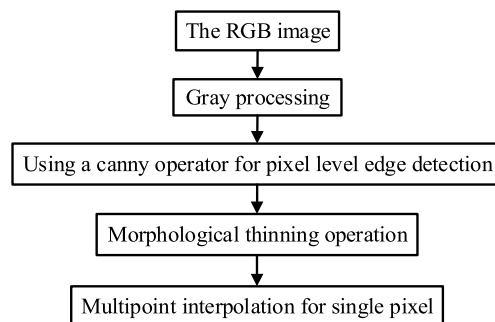 The RGB image
Gray processing
Using a canny operator for pixel level edge detection
Morphological thinning operation
Multipoint interpolation for single pixel